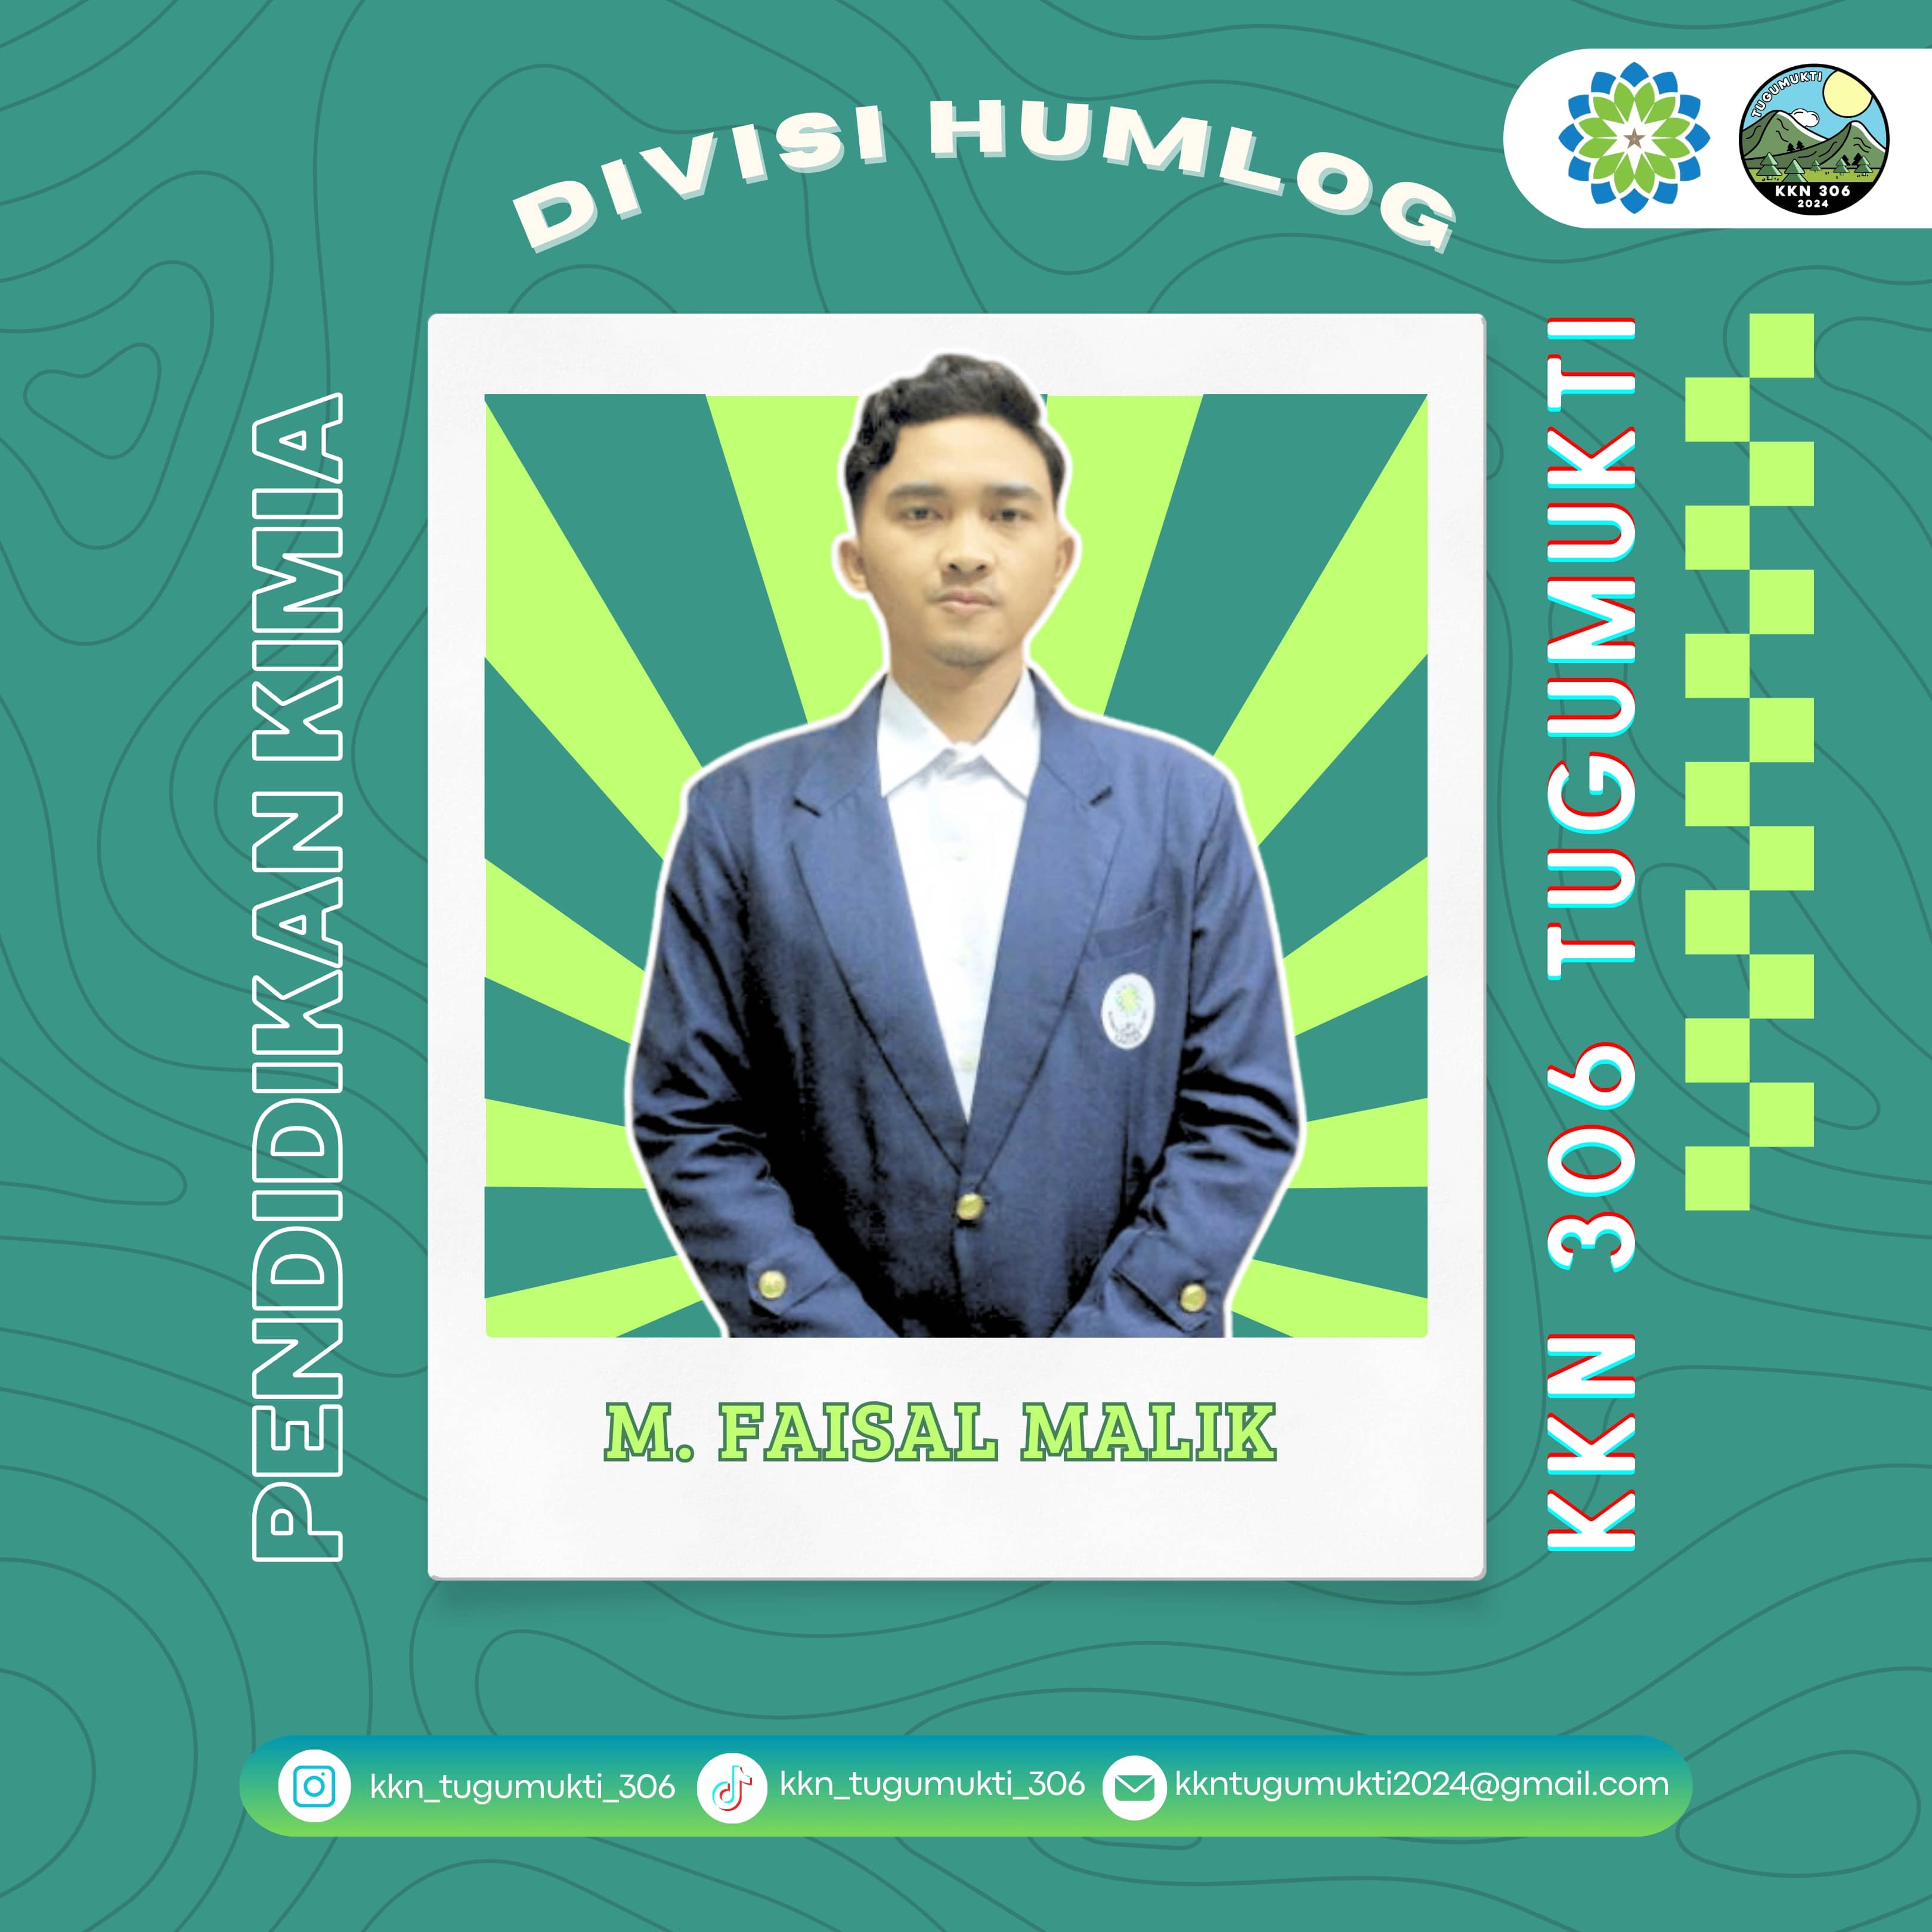 DIVISI HUMLOG
TUGUMUKTI
KKN 306
2024
PENDIDIKAN KIMIA
KKN 306 TUGUMUKTI
M. FAISAL MALIK
kkn_tugumukti_306
kkn_tugumukti_306
kkntugumukti2024@gmail.com